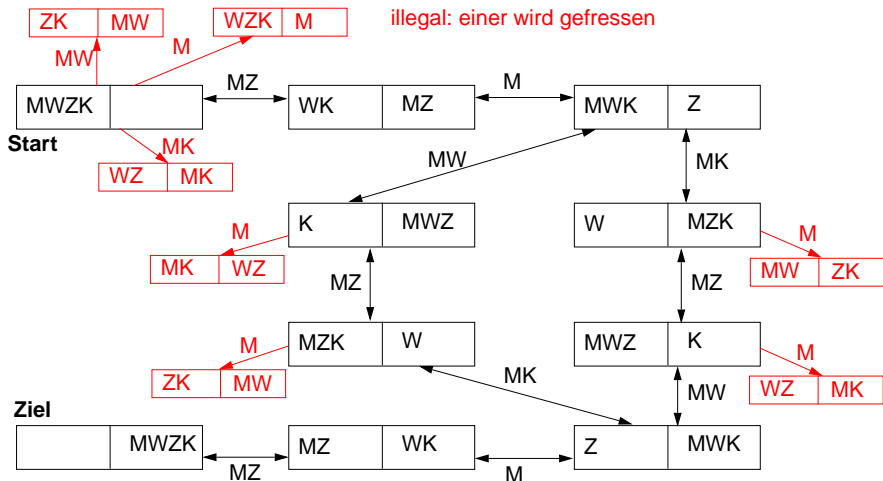 ZK MW
WZK M
illegal: einer wird gefressen
MW
M
MZ
M
MWZK
WK MZ
MWK Z
Start
MK
MW
MK
WZ MK
K MWZ
W MZK
M
M
MK WZ
MW ZK
MZ
MZ
MZK W
MWZ K
M
M
ZK MW
MK
WZ MK
MW
Ziel
MWZK
MZ WK
Z MWK
MZ
M